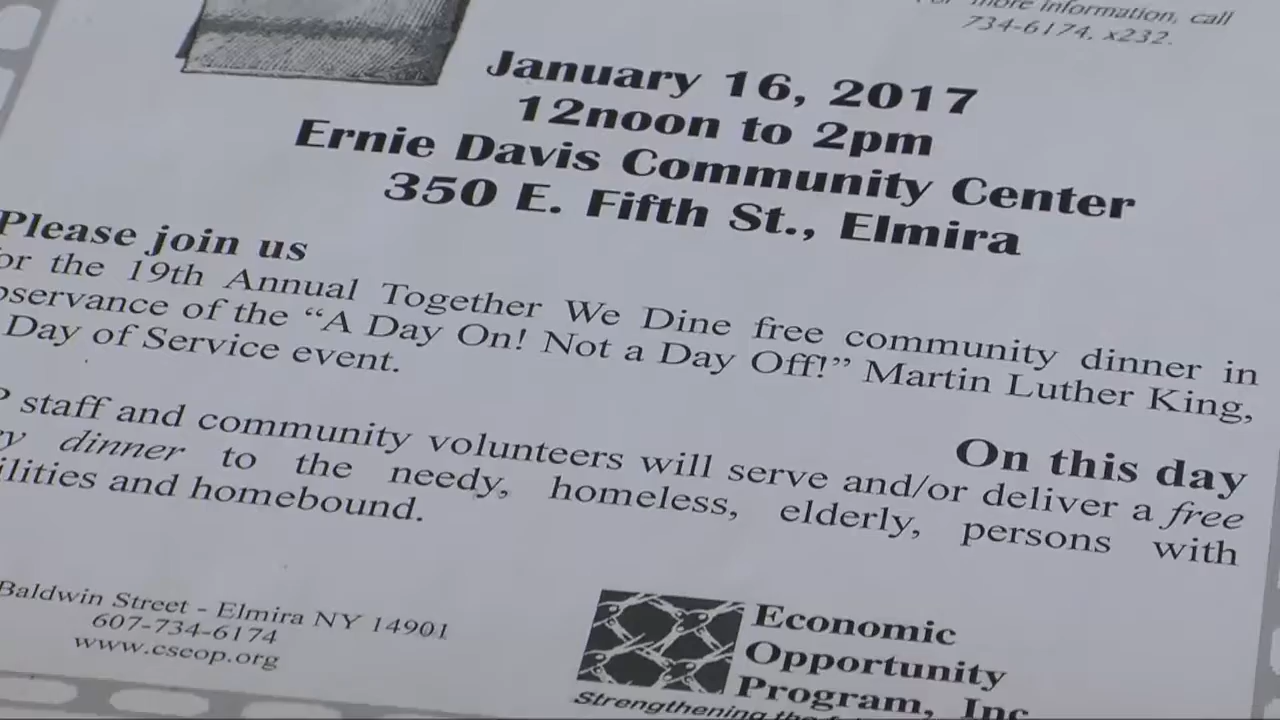 more information, call
734-6174, x232.
January 16, 2017
12noon to 2pm
Ernie Davis Community Center
350 E. Fifth St., Elmira
Please join us
for the 19th Annual Together We Dine free community dinner in
observance of the “A Day On! Not a Day Off!” Martin Luther King,
Day of Service event.
On this day
staff and community volunteers will serve and/or deliver a free
dinner to the needy, homeless, elderly, persons with
and homebound.
Baldwin Street - Elmira NY 14901
607-734-6174
www.cseop.org
Economic
Opportunity
Program, Inc
Strengthening the